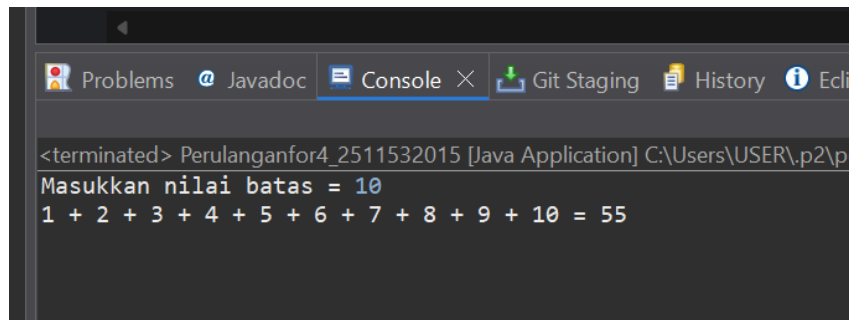 Problems @ Javadoc Console Git Staging History Ecli
<terminated> Perulanganfor4_2511532015 [Java Application] C:\Users\USER\.p2\p
Masukkan nilai batas = 10
1 + 2 + 3 + 4 + 5 + 6 + 7 + 8 + 9 + 10 = 55